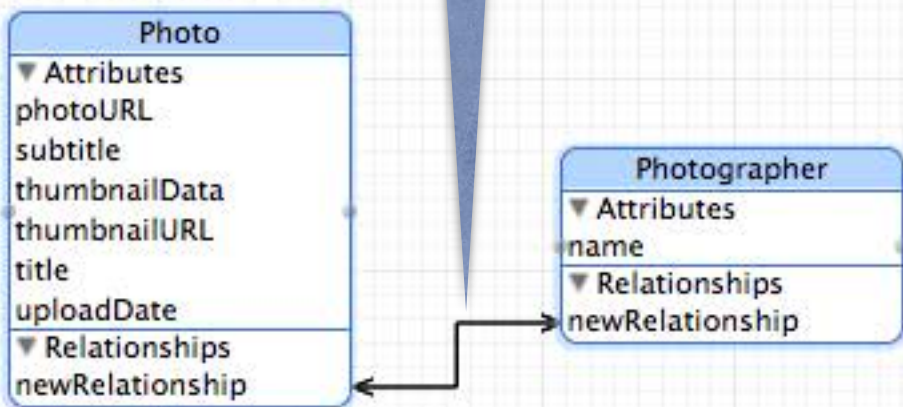 Photo
Attributes
photoURL
subtitle
thumbnailData
thumbnailURL
title
uploadDate
Relationships
newRelationship
Photographer
Attributes
name
Relationships
newRelationship